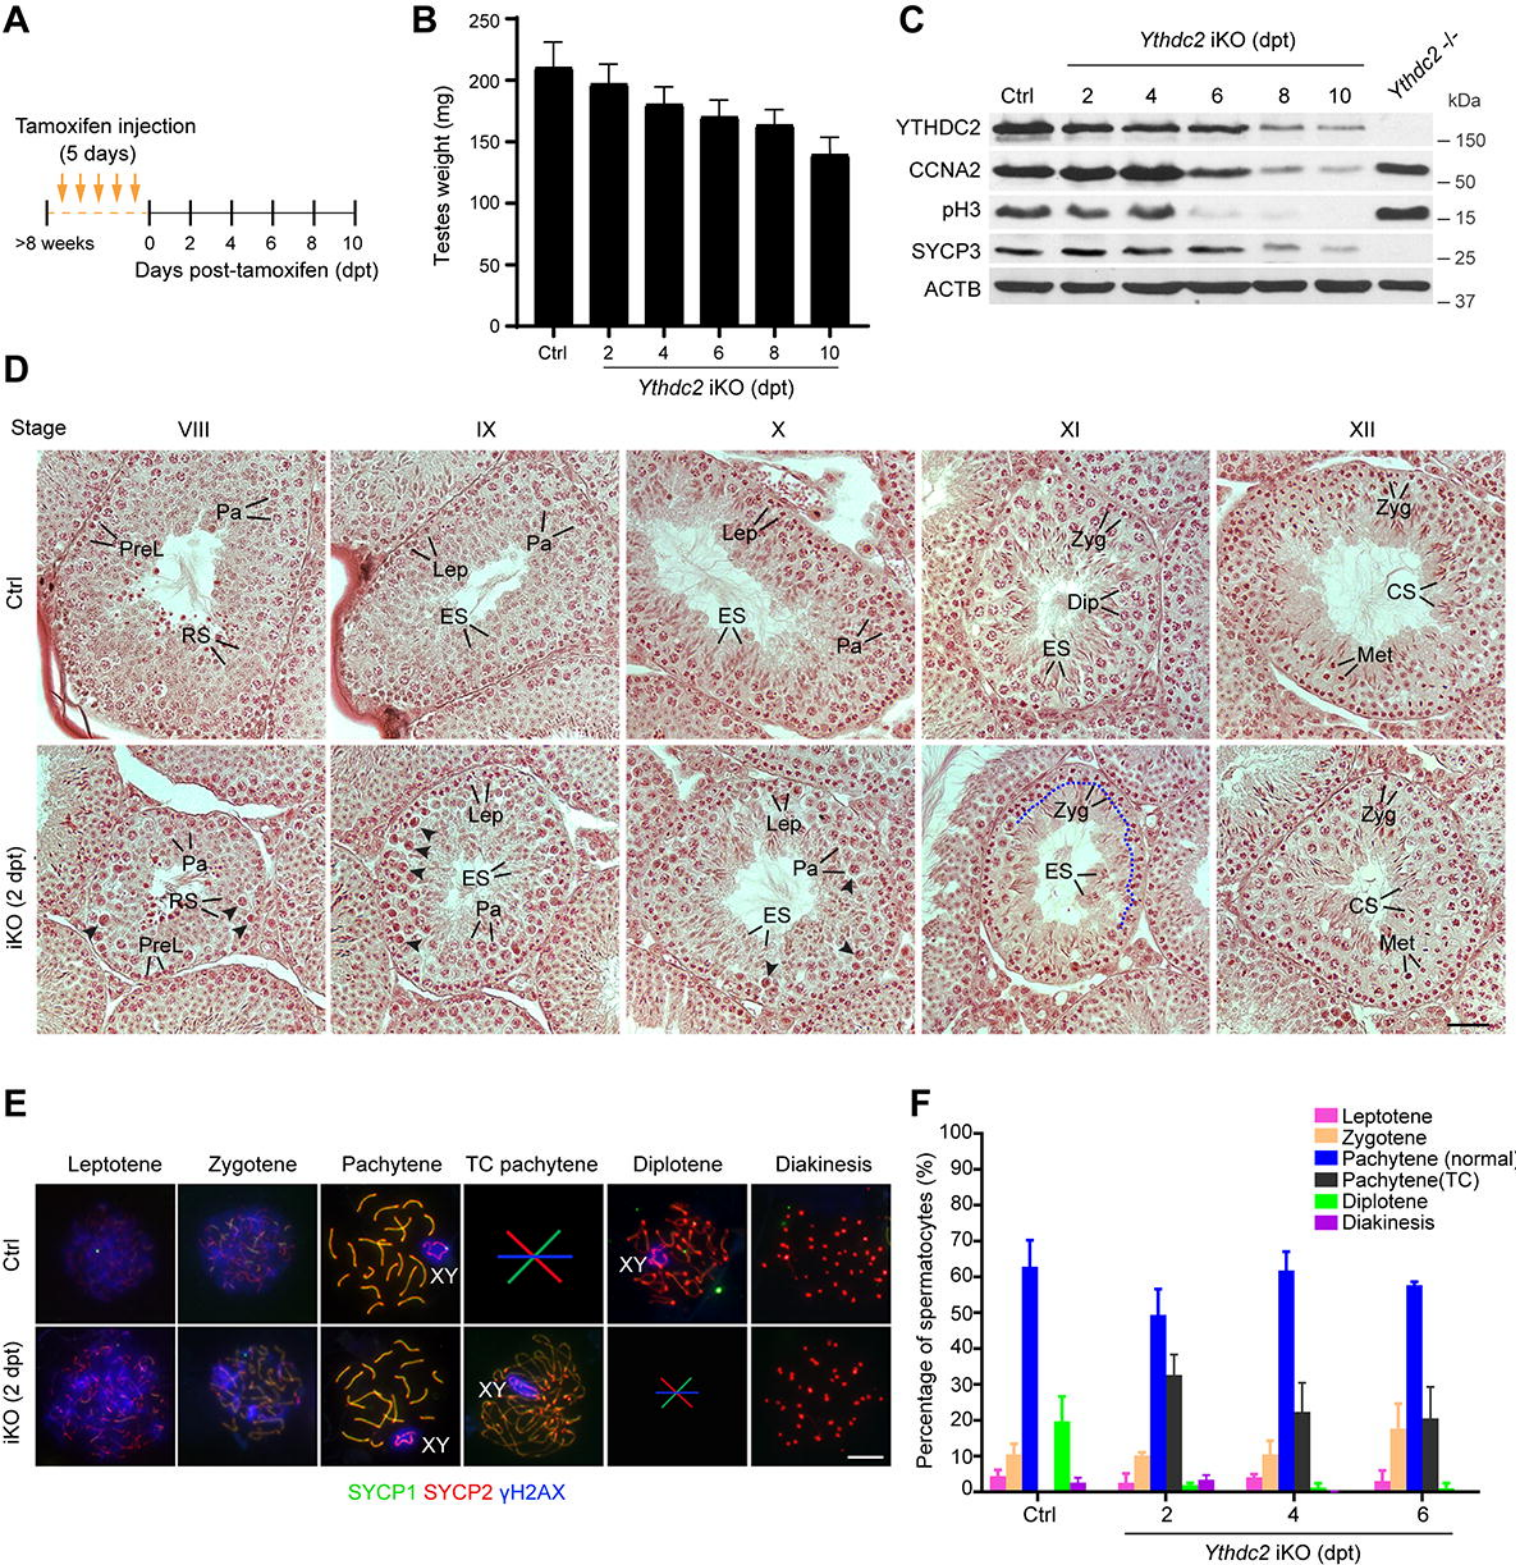 A
Tamoxifen injection
(5 days)
>8 weeks
0 2 4 6 8 10
Days post-tamoxifen (dpt)
B
Testes weight (mg)
250
200
150
100
50
0
Ctrl 2 4 6 8 10
Ythdc2 iKO (dpt)
C
Ythdc2 iKO (dpt)
Ythdc2 -/-
Ctrl 2 4 6 8 10
kDa
YTHDC2
150
CCNA2
50
pH3
15
SYCP3
25
ACTB
37
D
Stage VIII IX X XI XII
Ctrl
Pa
PreL
RS
Pa
Lep
ES
Lep
ES
Pa
Zyg
Dip
ES
Zyg
CS
Met
iKO (2 dpt)
Pa
RS
PreL
Lep
ES
Pa
Lep
Pa
ES
Zyg
ES
Zyg
CS
Met
E
Leptotene Zygotene Pachytene TC pachytene Diplotene Diakinesis
Ctrl
XY
XY
iKO (2 dpt)
XY
XY
SYCP1 SYCP2 γH2AX
F
Percentage of spermatocytes (%)
100
90
80
70
60
50
40
30
20
10
0
Leptotene
Zygotene
Pachytene (normal)
Pachytene(TC)
Diplotene
Diakinesis
Ctrl 2 4 6
Ythdc2 iKO (dpt)